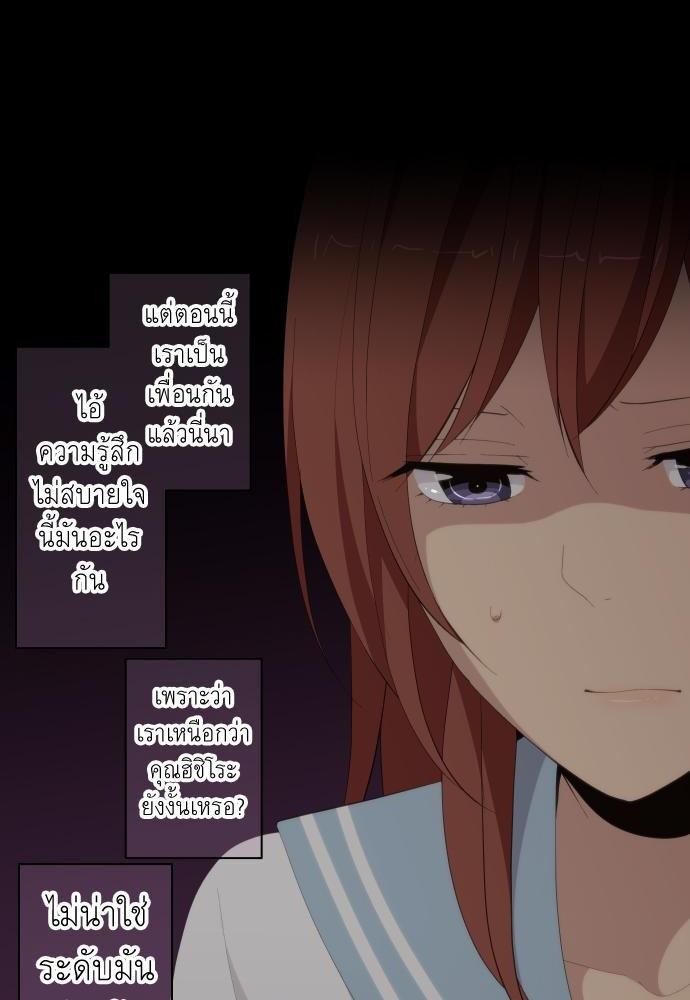 แต่ตอนนี้
เราเป็น
เพื่อนกัน
แล้วนี่นา
ไอ้
ความรู้สึก
ไม่สบายใจ
นี้มันอะไร
กัน
เพราะว่า
เราเหนือกว่า
คุณฮิชิโระ
ยังงั้นเหรอ?
ไม่น่าใช่
ระดับมัน